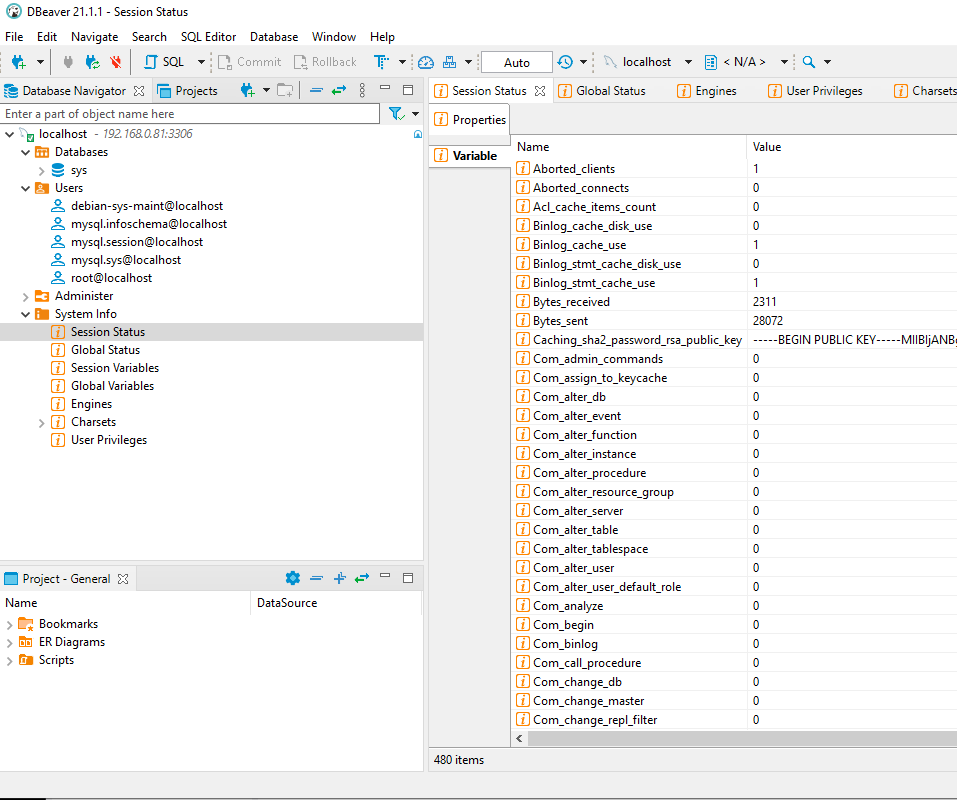 DBeaver 21.1.1 - Session Status
File Edit Navigate Search SQL Editor Database Window Help
SQL Commit Rollback Auto localhost < N/A >
Database Navigator Projects
Enter a part of object name here
localhost - 192.168.0.81:3306
Databases
sys
Users
debian-sys-maint@localhost
mysql.infoschema@localhost
mysql.session@localhost
mysql.sys@localhost
root@localhost
Administer
System Info
Session Status
Global Status
Session Variables
Global Variables
Engines
Charsets
User Privileges
Project - General
Name DataSource
Bookmarks
ER Diagrams
Scripts
Session Status Global Status Engines User Privileges Charsets
Properties
Variable
Name Value
Aborted_clients 1
Aborted_connects 0
Acl_cache_items_count 0
Binlog_cache_disk_use 0
Binlog_cache_use 1
Binlog_stmt_cache_disk_use 0
Binlog_stmt_cache_use 1
Bytes_received 2311
Bytes_sent 28072
Caching_sha2_password_rsa_public_key -----BEGIN PUBLIC KEY-----MIIBIjANB
Com_admin_commands 0
Com_assign_to_keycache 0
Com_alter_db 0
Com_alter_event 0
Com_alter_function 0
Com_alter_instance 0
Com_alter_procedure 0
Com_alter_resource_group 0
Com_alter_server 0
Com_alter_table 0
Com_alter_tablespace 0
Com_alter_user 0
Com_alter_user_default_role 0
Com_analyze 0
Com_begin 0
Com_binlog 0
Com_call_procedure 0
Com_change_db 0
Com_change_master 0
Com_change_repl_filter 0
480 items